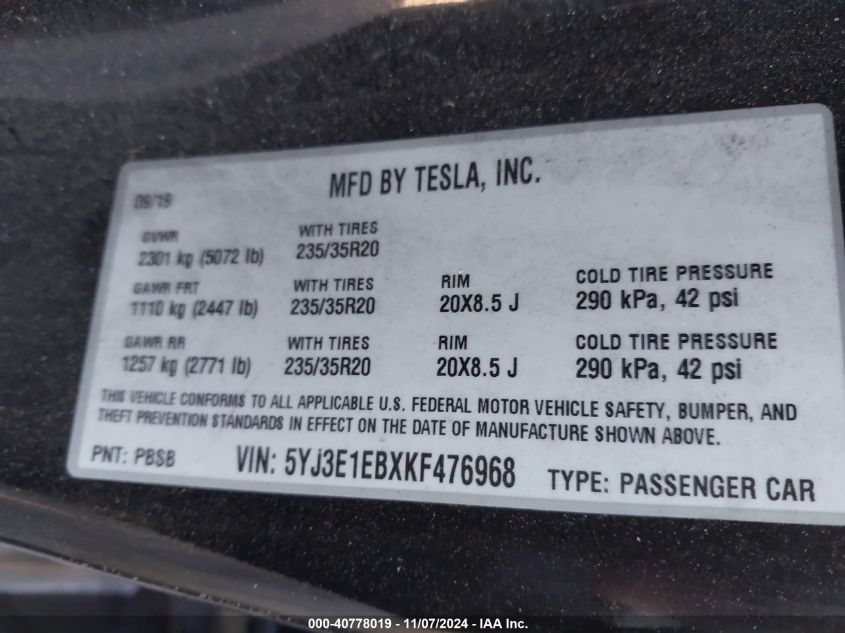 MFD BY TESLA, INC.
09/19
GVWR WITH TIRES
2301 kg (5072 lb) 235/35R20
GAWR FRT WITH TIRES RIM COLD TIRE PRESSURE
1110 kg (2447 lb) 235/35R20 20X8.5 J 290 kPa, 42 psi
GAWR RR WITH TIRES RIM COLD TIRE PRESSURE
1257 kg (2771 lb) 235/35R20 20X8.5 J 290 kPa, 42 psi
THIS VEHICLE CONFORMS TO ALL APPLICABLE U.S. FEDERAL MOTOR VEHICLE SAFETY, BUMPER, AND
THEFT PREVENTION STANDARDS IN EFFECT ON THE DATE OF MANUFACTURE SHOWN ABOVE.
PNT: PBSB VIN: 5YJ3E1EBXKF476968 TYPE: PASSENGER CAR
000-40778019 - 11/07/2024 - IAA Inc.